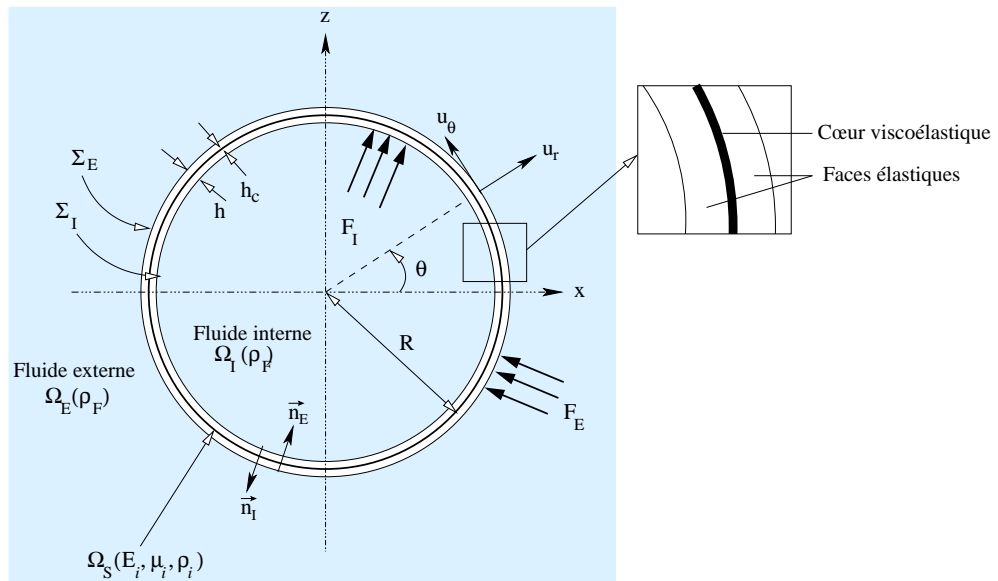 z
u_θ
u_r
Cœur viscoélastique
Faces élastiques
Σ_E
Σ_I
h
h_c
F_I
θ
x
Fluide interne
Ω_I(ρ_F)
R
Fluide externe
Ω_E(ρ_F)
F_E
n_E
n_I
Ω_S(E_i, μ_i, ρ_i)